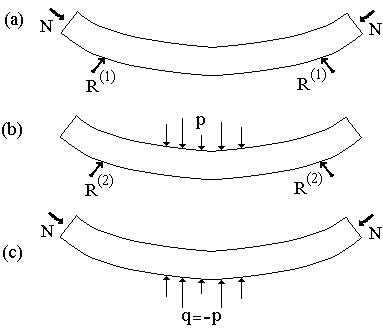 (a)
N N
R(1) R(1)
(b)
p
R(2) R(2)
(c)
N N
q=-p